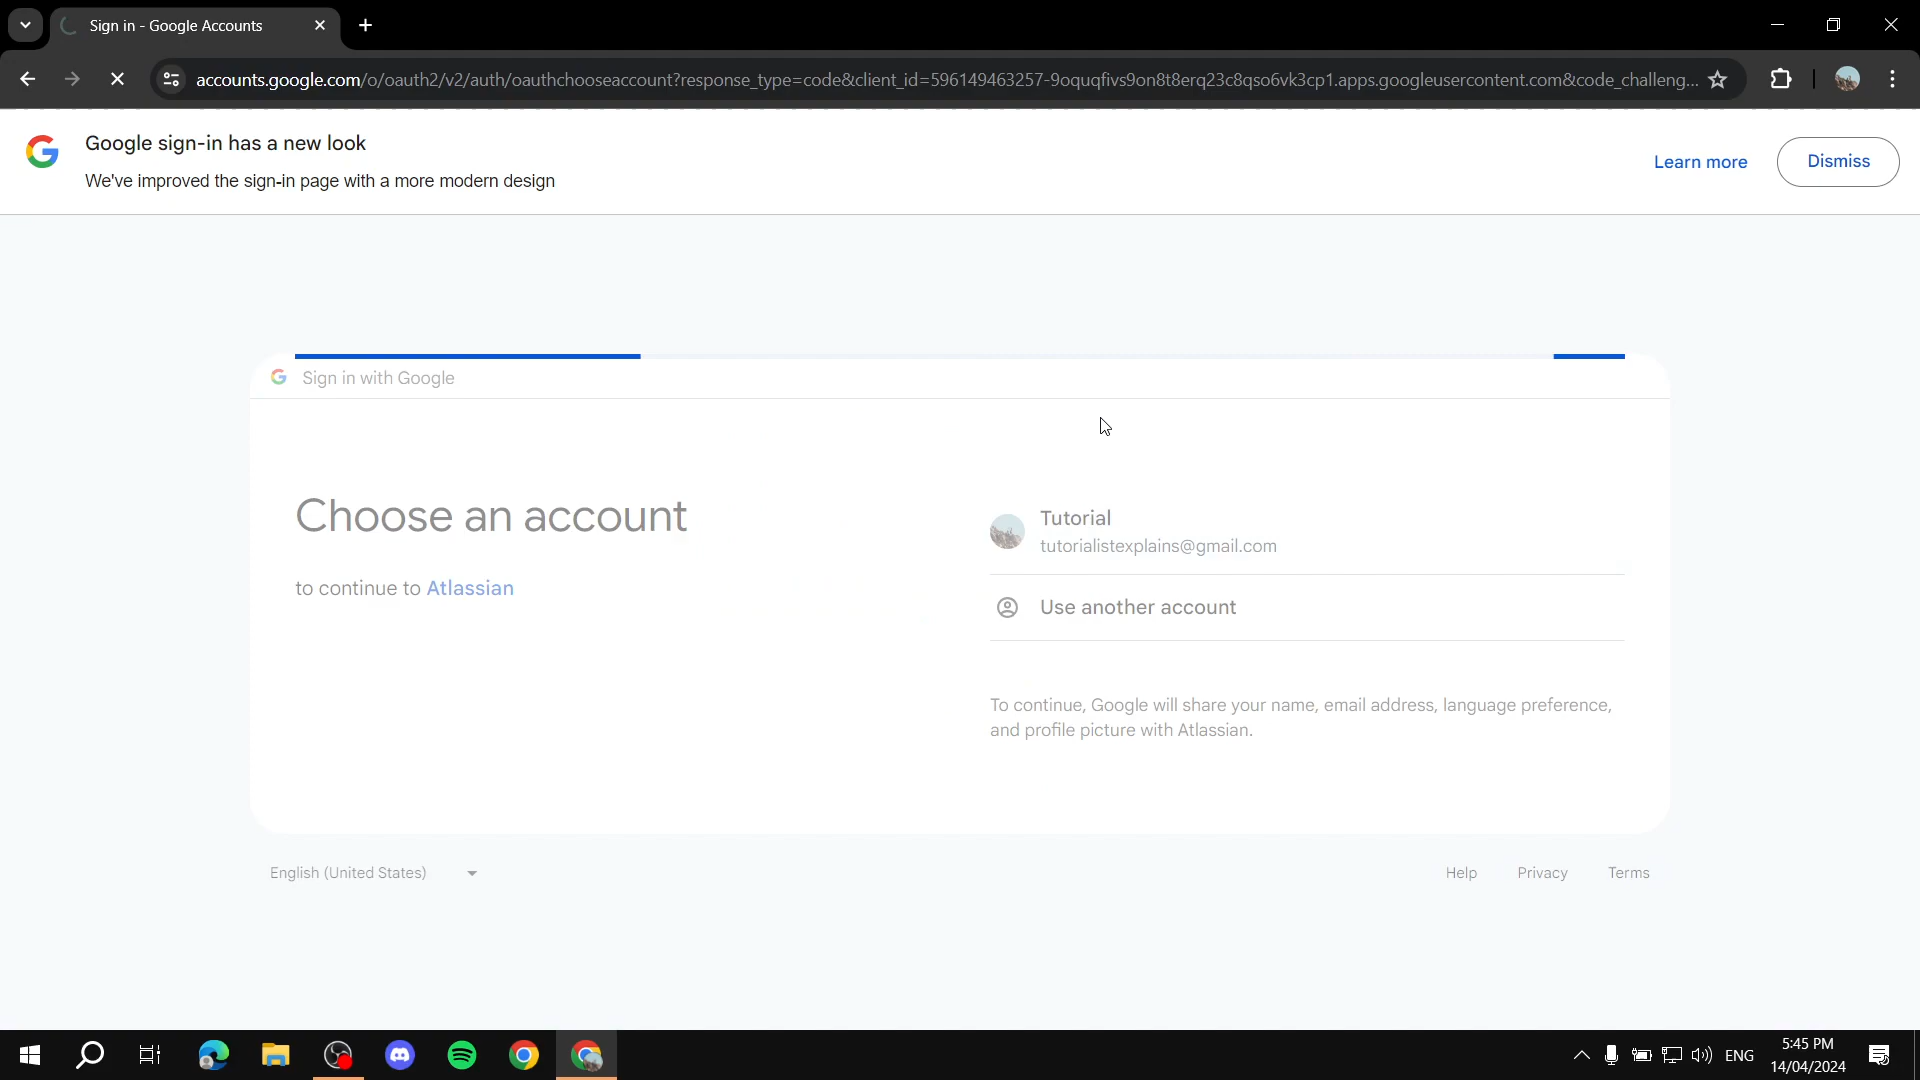 Sign in - Google Accounts
accounts.google.com/o/oauth2/v2/auth/oauthchooseaccount?response_type=code&client_id=596149463257-9oquqfivs9on8t8erq23c8qso6vk3cp1.apps.googleusercontent.com&code_challeng...
Google sign-in has a new look
We've improved the sign-in page with a more modern design
Learn more
Dismiss
Sign in with Google
Choose an account
to continue to Atlassian
Tutorial
tutorialistexplains@gmail.com
Use another account
To continue, Google will share your name, email address, language preference,
and profile picture with Atlassian.
English (United States)
Help
Privacy
Terms
ENG
5:45 PM
14/04/2024